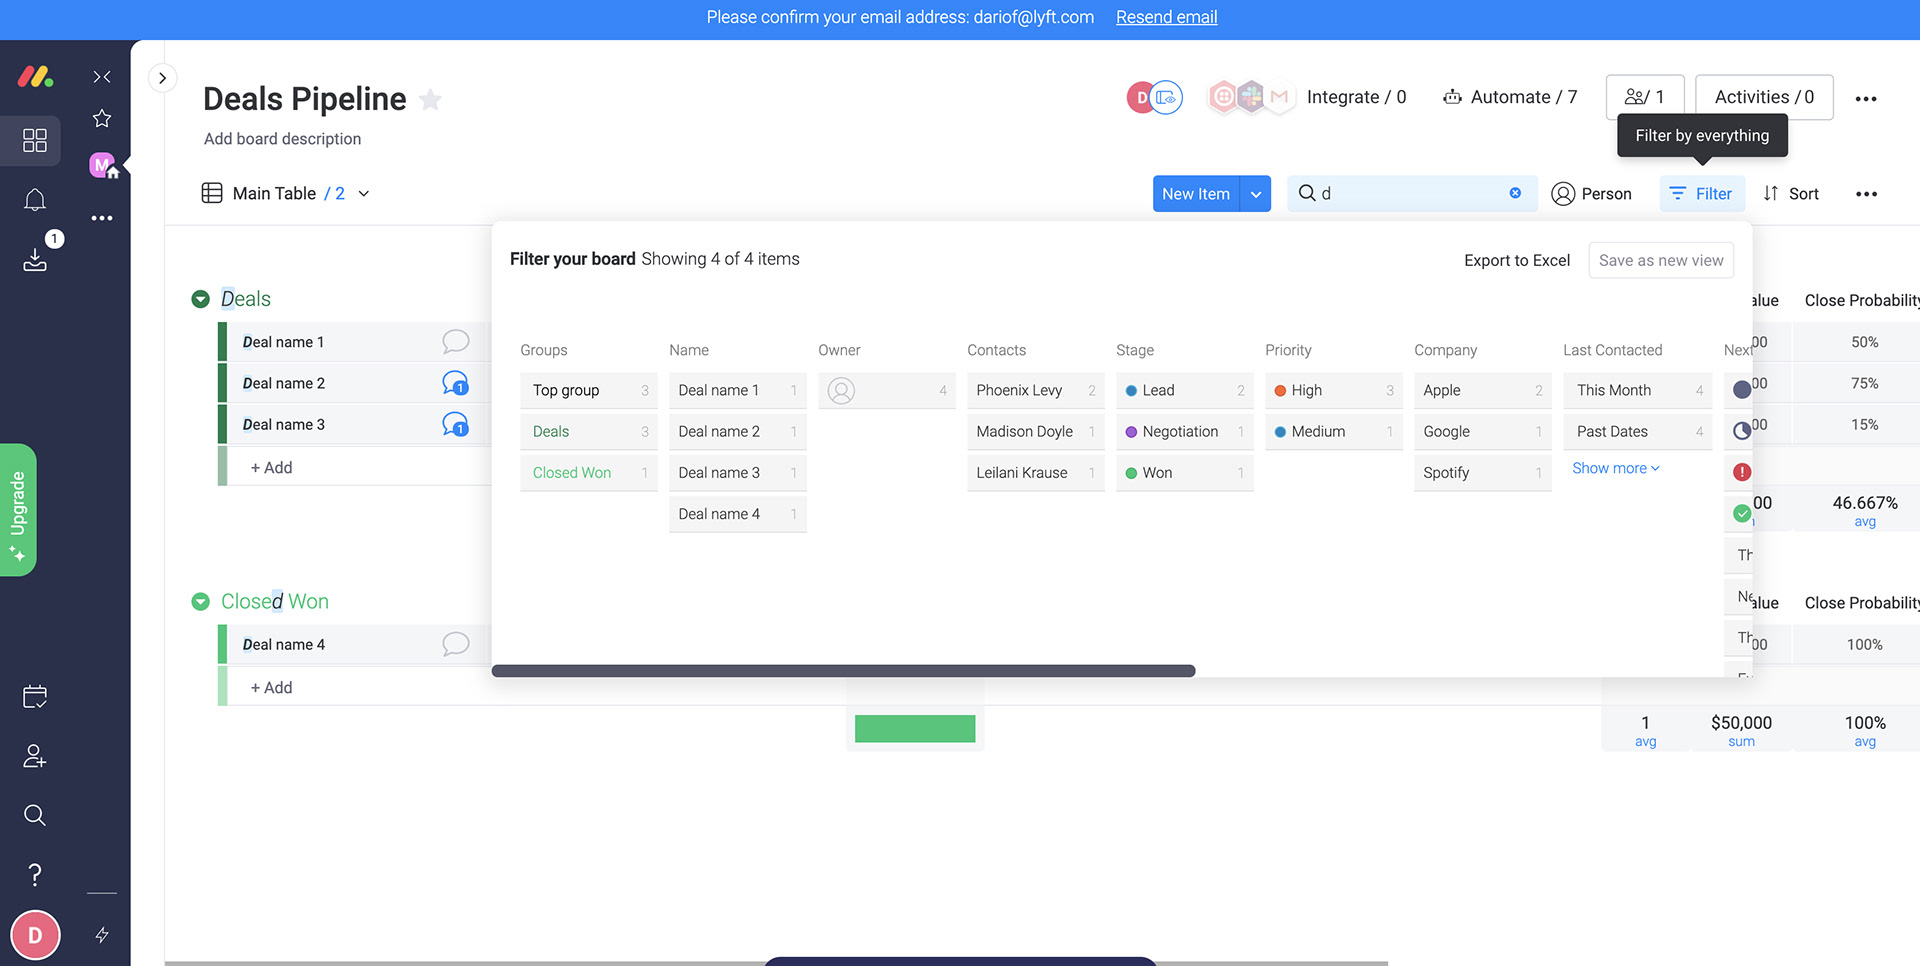 Please confirm your email address: dariof@lyft.com Resend email
Deals Pipeline
D
Integrate / 0
Automate / 7
/ 1
Activities / 0
Add board description
Filter by everything
M
Main Table / 2
New Item
d
Person
Filter
Sort
1
Filter your board Showing 4 of 4 items
Export to Excel
Save as new view
Deals
Close Probability
Deal name 1
50%
Deal name 2
1
75%
Deal name 3
1
15%
+ Add
46.667%
avg
Groups
Name
Owner
Contacts
Stage
Priority
Company
Last Contacted
Next
Top group 3
Deal name 1 1
4
Phoenix Levy 2
Lead 2
High 3
Apple 2
This Month 4
Deals 3
Deal name 2 1
Madison Doyle 1
Negotiation 1
Medium 1
Google 1
Past Dates 4
Closed Won 1
Deal name 3 1
Leilani Krause 1
Won 1
Spotify 1
Show more
Deal name 4 1
Upgrade
Closed Won
Close Probability
Deal name 4
100%
+ Add
1
avg
$50,000
sum
100%
avg
?
D